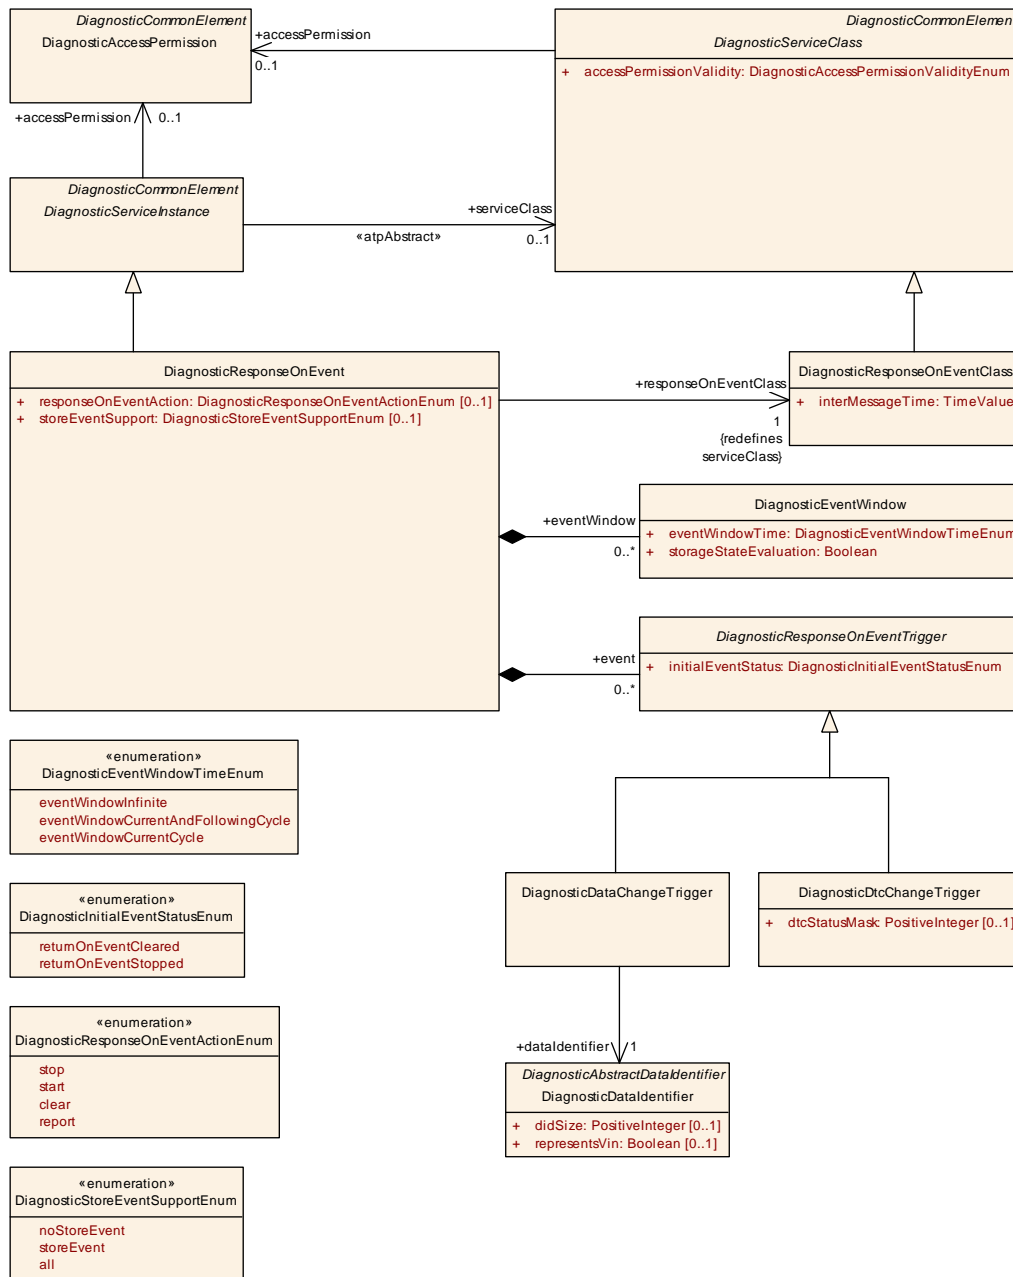 DiagnosticCommonElement
DiagnosticAccessPermission
+accessPermission
0..1
DiagnosticCommonElemen
DiagnosticServiceClass
+ accessPermissionValidity: DiagnosticAccessPermissionValidityEnum
+accessPermission
0..1
DiagnosticCommonElement
DiagnosticServiceInstance
+serviceClass
«atpAbstract»
0..1
DiagnosticResponseOnEvent
+ responseOnEventAction: DiagnosticResponseOnEventActionEnum [0..1]
+ storeEventSupport: DiagnosticStoreEventSupportEnum [0..1]
+responseOnEventClass
1
{redefines
serviceClass}
DiagnosticResponseOnEventClass
+ interMessageTime: TimeValue
+eventWindow
0..*
DiagnosticEventWindow
+ eventWindowTime: DiagnosticEventWindowTimeEnum
+ storageStateEvaluation: Boolean
+event
0..*
DiagnosticResponseOnEventTrigger
+ initialEventStatus: DiagnosticInitialEventStatusEnum
«enumeration»
DiagnosticEventWindowTimeEnum
eventWindowInfinite
eventWindowCurrentAndFollowingCycle
eventWindowCurrentCycle
«enumeration»
DiagnosticInitialEventStatusEnum
returnOnEventCleared
returnOnEventStopped
DiagnosticDataChangeTrigger
DiagnosticDtcChangeTrigger
+ dtcStatusMask: PositiveInteger [0..1]
«enumeration»
DiagnosticResponseOnEventActionEnum
stop
start
clear
report
+dataIdentifier
1
DiagnosticAbstractDataIdentifier
DiagnosticDataIdentifier
+ didSize: PositiveInteger [0..1]
+ representsVin: Boolean [0..1]
«enumeration»
DiagnosticStoreEventSupportEnum
noStoreEvent
storeEvent
all